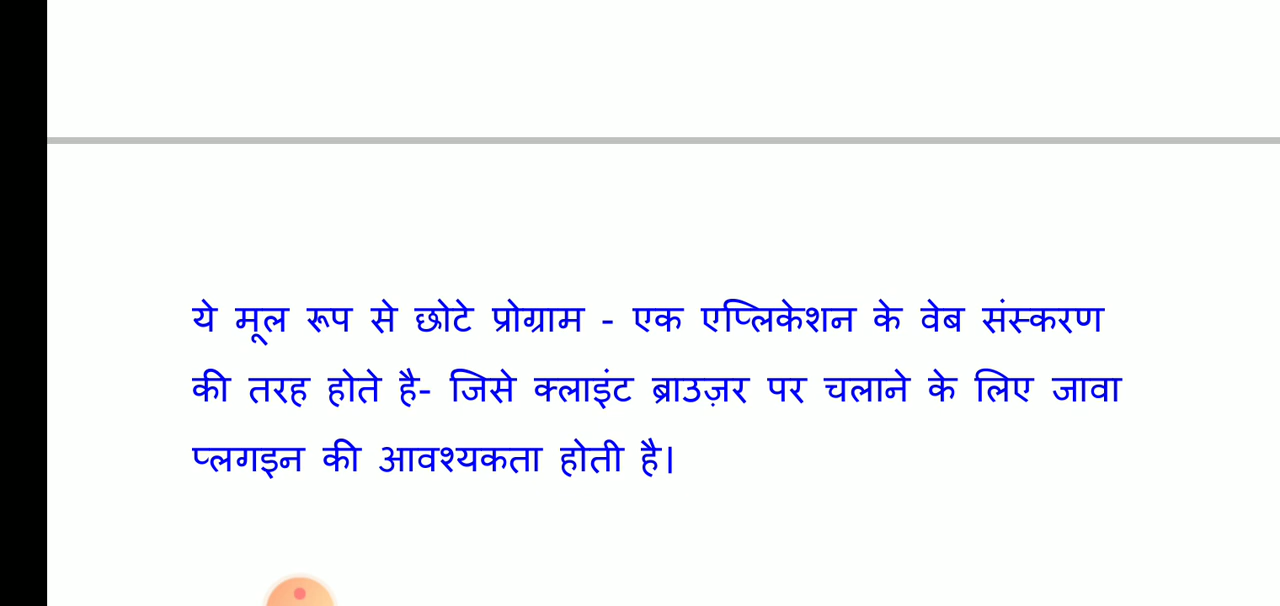 ये मूल रूप से छोटे प्रोग्राम - एक एप्लिकेशन के वेब संस्करण
की तरह होते है- जिसे क्लाइंट ब्राउज़र पर चलाने के लिए जावा
प्लगइन की आवश्यकता होती है।